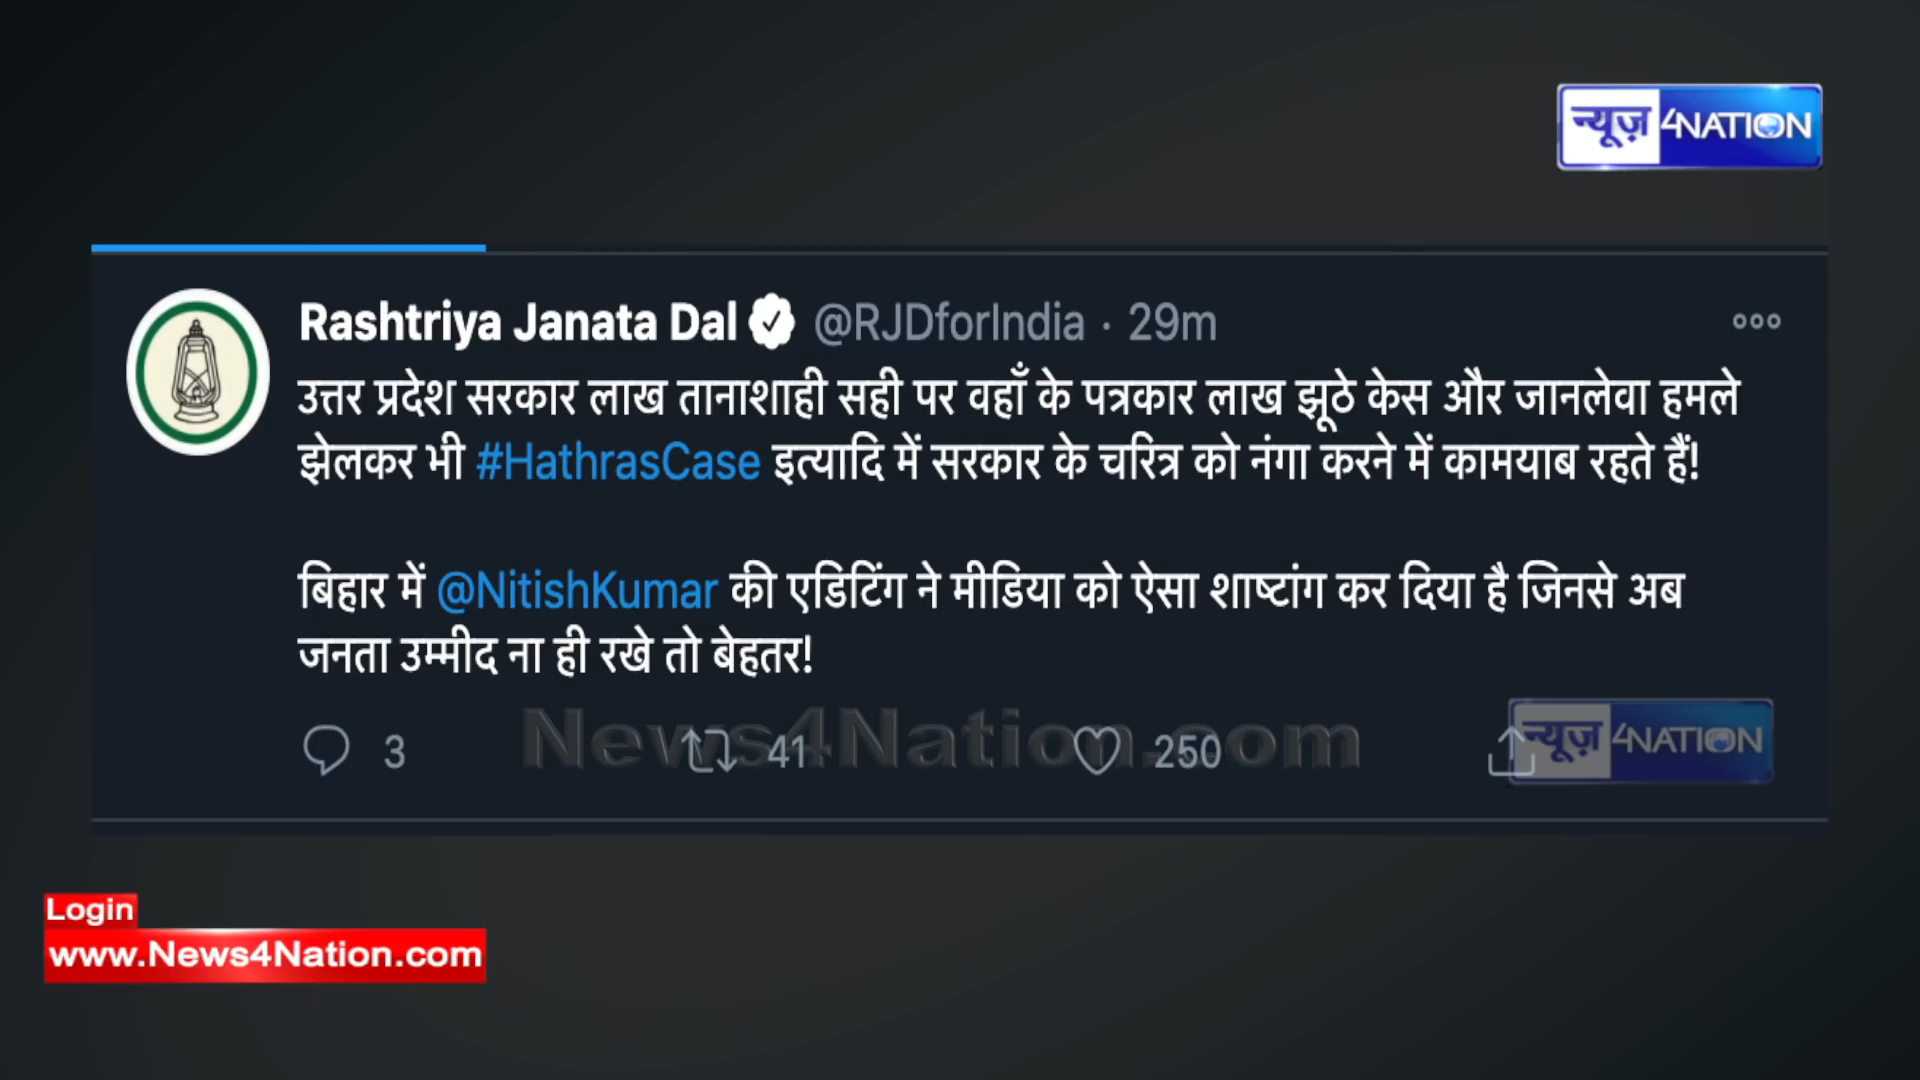 न्यूज़ 4NATION
Rashtriya Janata Dal @RJDforIndia · 29m
उत्तर प्रदेश सरकार लाख तानाशाही सही पर वहाँ के पत्रकार लाख झूठे केस और जानलेवा हमले
झेलकर भी #HathrasCase इत्यादि में सरकार के चरित्र को नंगा करने में कामयाब रहते हैं!
बिहार में @NitishKumar की एडिटिंग ने मीडिया को ऐसा शाष्टांग कर दिया है जिनसे अब
जनता उम्मीद ना ही रखे तो बेहतर!
News4Nation.com
3 41 250
न्यूज़ 4NATION
Login
www.News4Nation.com